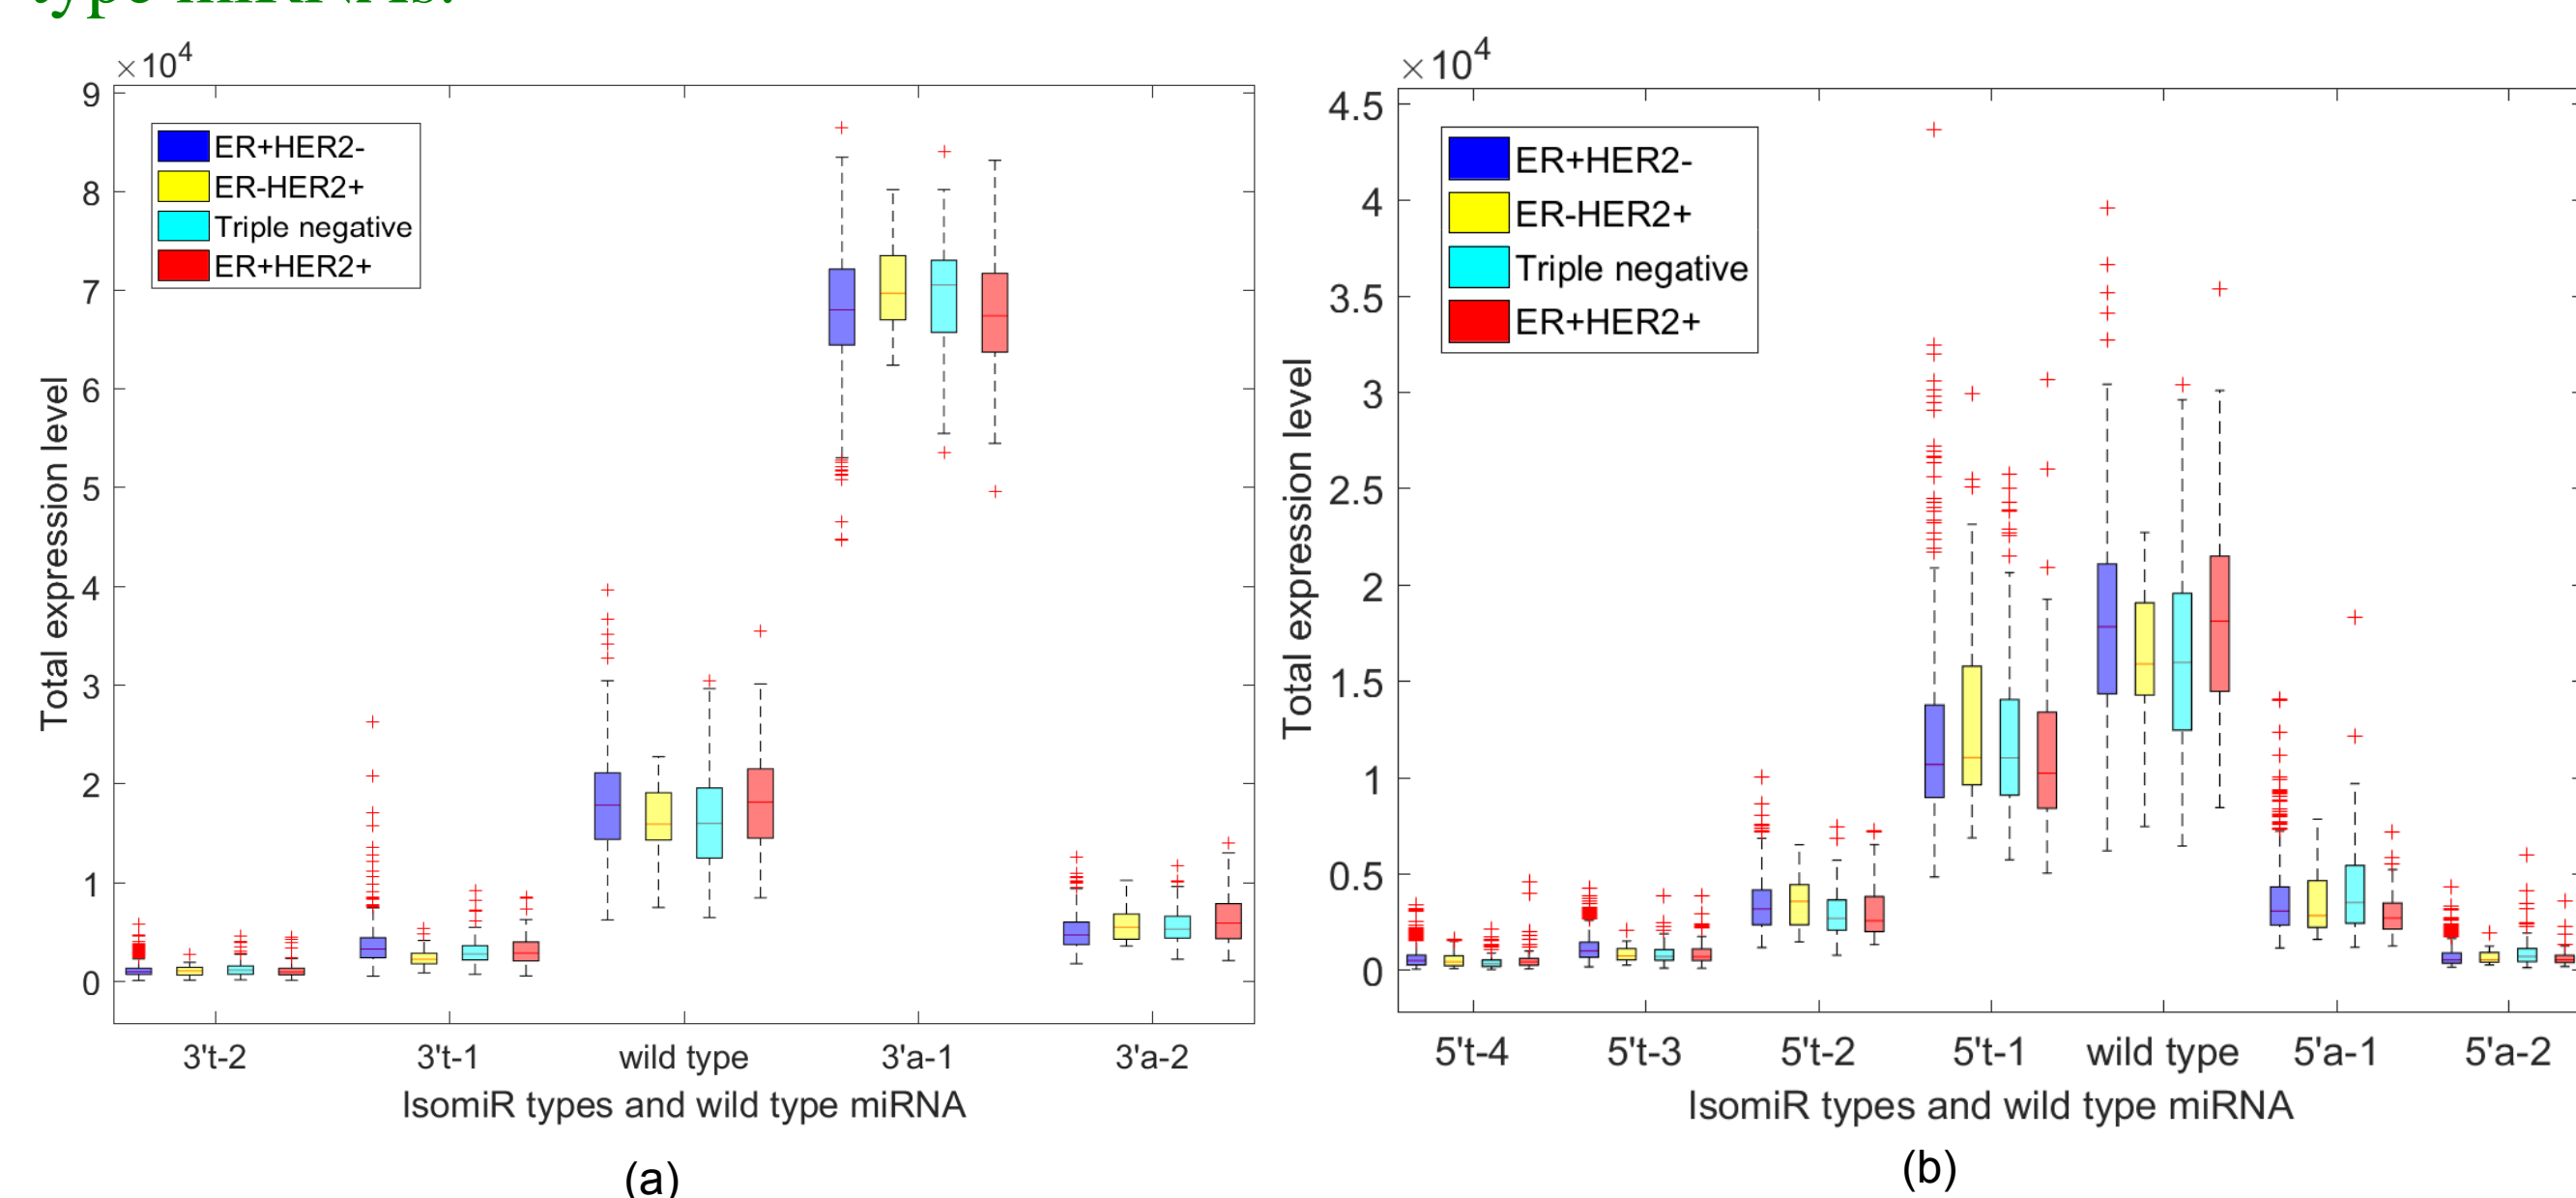 type miRNAs.
×10⁴
9
8
7
6
5
4
3
2
1
0
ER+HER2-
ER-HER2+
Triple negative
ER+HER2+
Total expression level
3't-2 3't-1 wild type 3'a-1 3'a-2
IsomiR types and wild type miRNA
(a)
×10⁴
4.5
4
3.5
3
2.5
2
1.5
1
0.5
0
ER+HER2-
ER-HER2+
Triple negative
ER+HER2+
Total expression level
5't-4 5't-3 5't-2 5't-1 wild type 5'a-1 5'a-2
IsomiR types and wild type miRNA
(b)